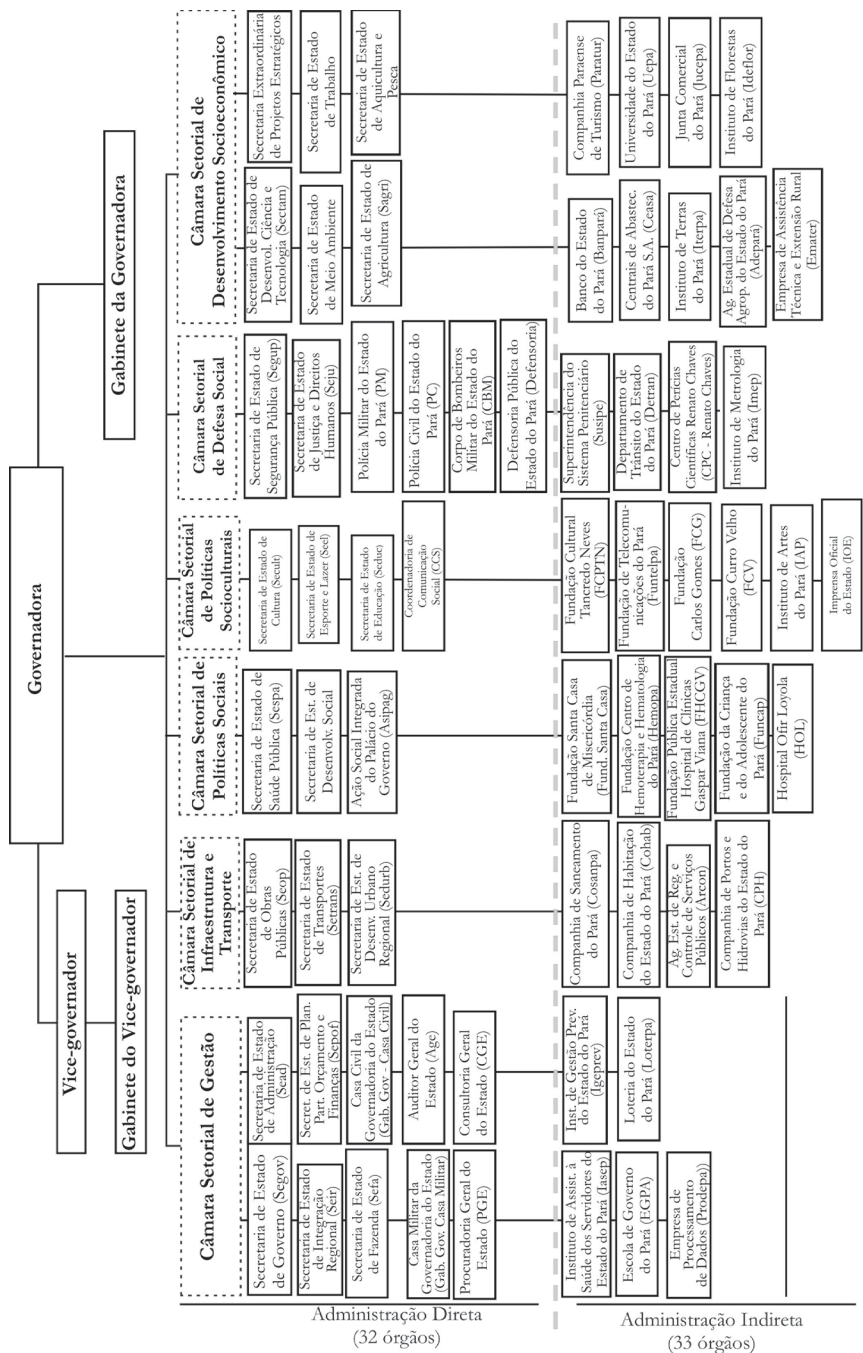 Governadora
Vice-governador
Gabinete do Vice-governador
Gabinete da Governadora
Câmara Setorial de Gestão
Secretaria de Estado
de Governo (Segov)
Secretaria de Estado
de Administração
(Sead)
Secretaria de Estado
de Integração
Regional (Seir)
Secret. de Est. de Plan.
Part. Orçamento e
Finanças (Sepof)
Secretaria de Estado
de Fazenda (Sefa)
Casa Civil da
Governadoria do Estado
(Gab. Gov - Casa Civil)
Casa Militar da
Governadoria do Estado
(Gab. Gov. Casa Militar)
Auditor Geral do
Estado (Age)
Procuradoria Geral do
Estado (PGE)
Consultoria Geral
do Estado (CGE)
Instituto de Assist. à
Saúde dos Servidores do
Estado do Pará (Iasep)
Inst. de Gestão Prev.
do Estado do Pará
(Igeprev)
Escola de Governo
do Pará (EGPA)
Loteria do Estado
do Pará (Loterpa)
Empresa de
Processamento
de Dados (Prodepa))
Câmara Setorial de
Infraestrutura e
Transporte
Secretaria de Estado
de Obras
Públicas (Seop)
Secretaria de Estado
de Transportes
(Setrans)
Secretaria de Est. de
Desenv. Urbano
Regional (Sedurb)
Companhia de Saneamento
do Pará (Cosanpa)
Companhia de Habitação
do Estado do Pará (Cohab)
Ag. Est. de Reg. e
Controle de Serviços
Públicos (Arcon)
Companhia de Portos e
Hidrovias do Estado do
Pará (CPH)
Câmara Setorial de
Políticas Sociais
Secretaria de Estado de
Saúde Pública (Sespa)
Secretaria de Est. de
Desenvolv. Social
Ação Social Integrada
do Palácio do
Governo (Asipag)
Fundação Santa Casa
de Misericórdia
(Fund. Santa Casa)
Fundação Centro de
Hemoterapia e Hematologia
do Pará (Hemopa)
Fundação Pública Estadual
Hospital de Clínicas
Gaspar Viana (FHCGV)
Fundação da Criança
e do Adolescente do
Pará (Funcap)
Hospital Ofir Loyola
(HOL)
Câmara Setorial
de Políticas
Socioculturais
Secretaria de Estado de
Cultura (Secult)
Secretaria de Estado de
Esporte e Lazer (Seel)
Secretaria de Estado
de Educação (Seduc)
Coordenadoria de
Comunicação
Social (CCS)
Fundação Cultural
Tancredo Neves
(FCPTN)
Fundação de Telecomu-
nicações do Pará
(Funtelpa)
Fundação
Carlos Gomes (FCG)
Fundação Curro Velho
(FCV)
Instituto de Artes
do Pará (IAP)
Imprensa Oficial
do Estado (IOE)
Câmara Setorial
de Defesa Social
Secretaria de Estado de
Segurança Pública (Segup)
Secretaria de Estado
de Justiça e Direitos
Humanos (Seju)
Polícia Militar do Estado
do Pará (PM)
Polícia Civil do Estado do
Pará (PC)
Corpo de Bombeiros
Militar do Estado do
Pará (CBM)
Defensoria Pública do
Estado do Pará (Defensoria)
Superintendência do
Sistema Penitenciário
(Susipe)
Departamento de
Trânsito do Estado
do Pará (Detran)
Centro de Perícias
Científicas Renato Chaves
(CPC - Renato Chaves)
Instituto de Metrologia
do Pará (Imep)
Câmara Setorial de
Desenvolvimento Socioeconômico
Secretaria de Estado de
Desenvol. Ciência e
Tecnologia (Sectam)
Secretaria Extraordinária
de Projetos Estratégicos
Secretaria de Estado
de Meio Ambiente
Secretaria de Estado
de Trabalho
Secretaria de Estado de
Agricultura (Sagri)
Secretaria de Estado
de Aquicultura e
Pesca
Banco do Estado
do Pará (Banpará)
Companhia Paraense
de Turismo (Paratur)
Centrais de Abastec.
do Pará S.A. (Ceasa)
Universidade do Estado
do Pará (Uepa)
Instituto de Terras
do Pará (Iterpa)
Junta Comercial
do Pará (Jucepa)
Ag. Estadual de Defesa
Agrop. do Estado do Pará
(Adepará)
Instituto de Florestas
do Pará (Ideflor)
Empresa de Assistência
Técnica e Extensão Rural
(Emater)
Administração Direta
(32 órgãos)
Administração Indireta
(33 órgãos)